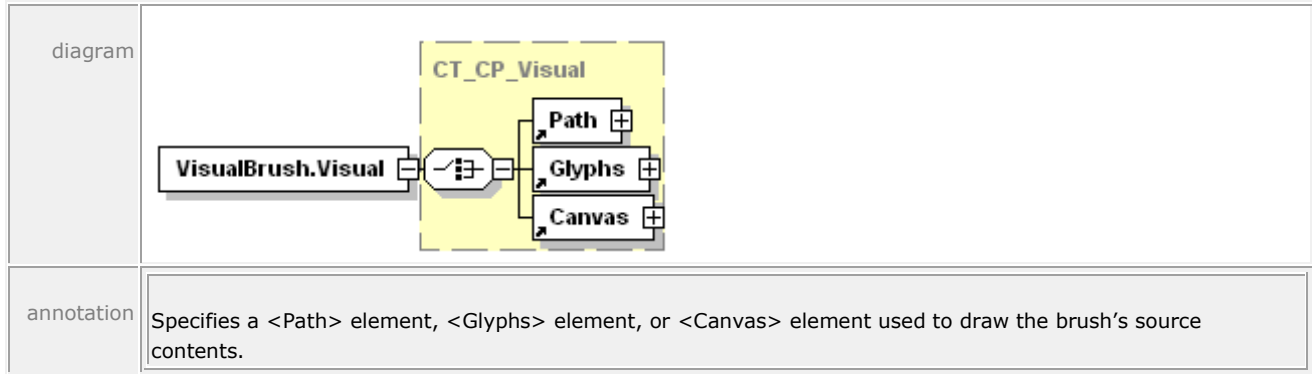 diagram
CT_CP_Visual
Path
VisualBrush.Visual
Glyphs
Canvas
annotation
Specifies a <Path> element, <Glyphs> element, or <Canvas> element used to draw the brush’s source
contents.